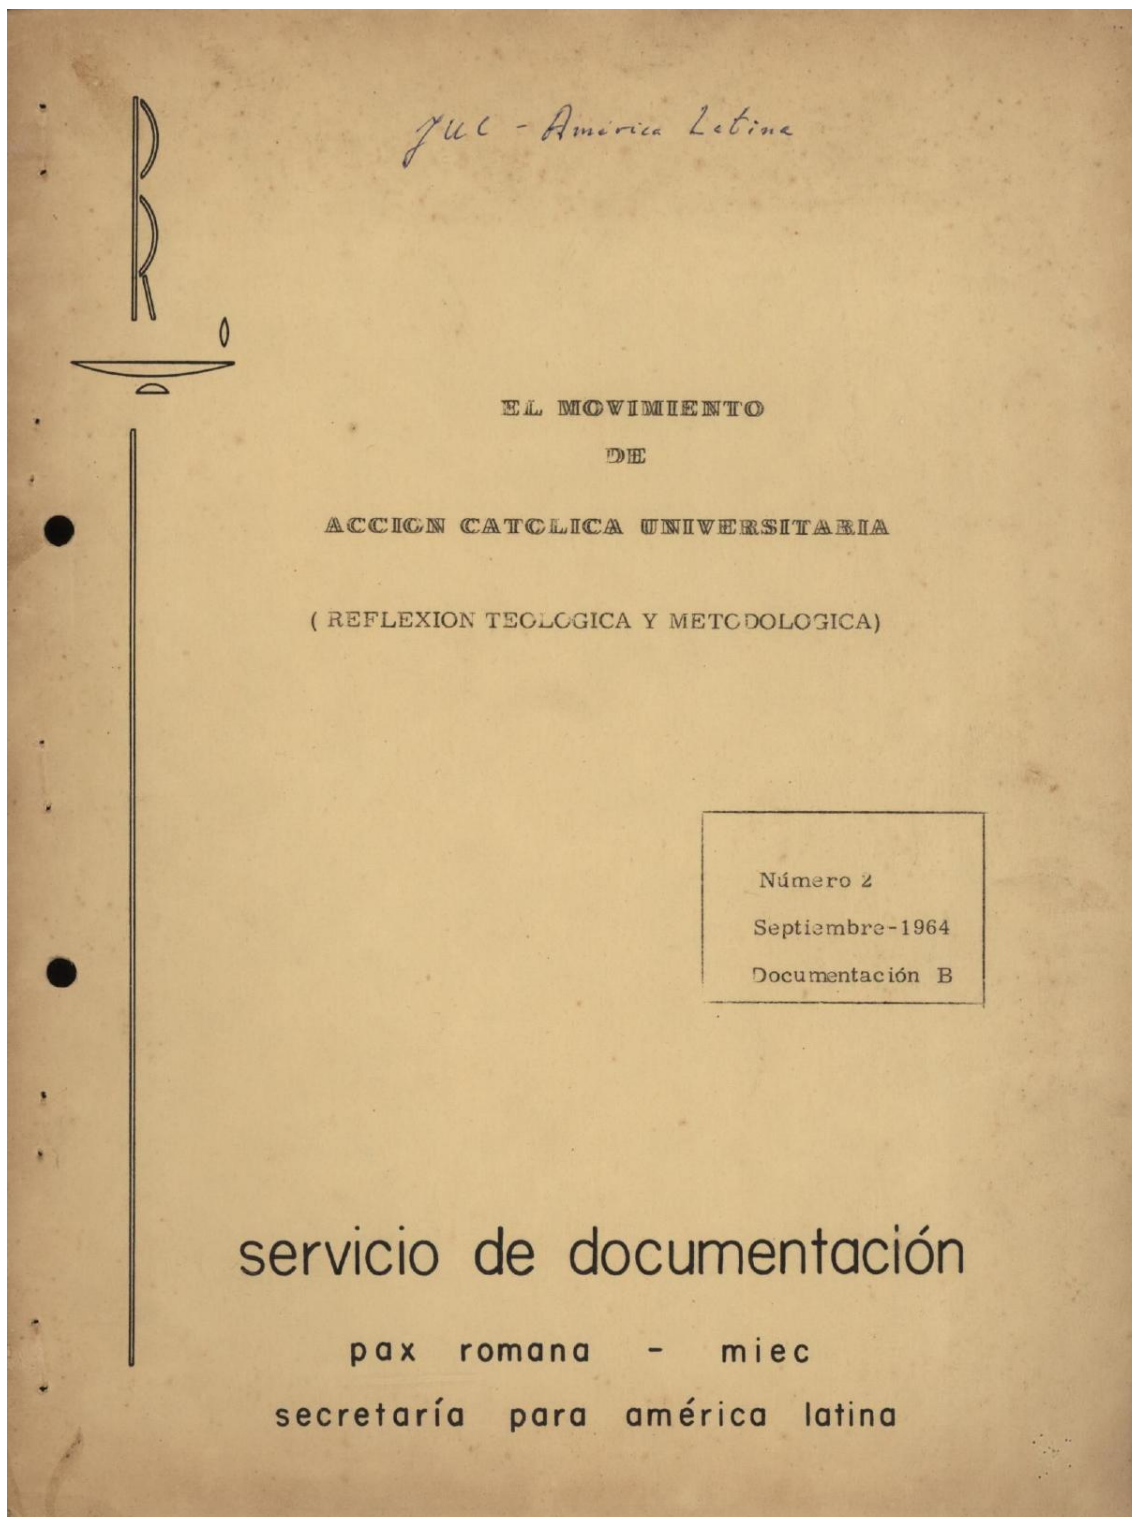 JUC - América Latina
EL MOVIMIENTO
DE
ACCION CATOLICA UNIVERSITARIA
( REFLEXION TEOLOGICA Y METODOLOGICA)
Número 2
Septiembre-1964
Documentación B
servicio de documentación
pax romana - miec
secretaría para américa latina